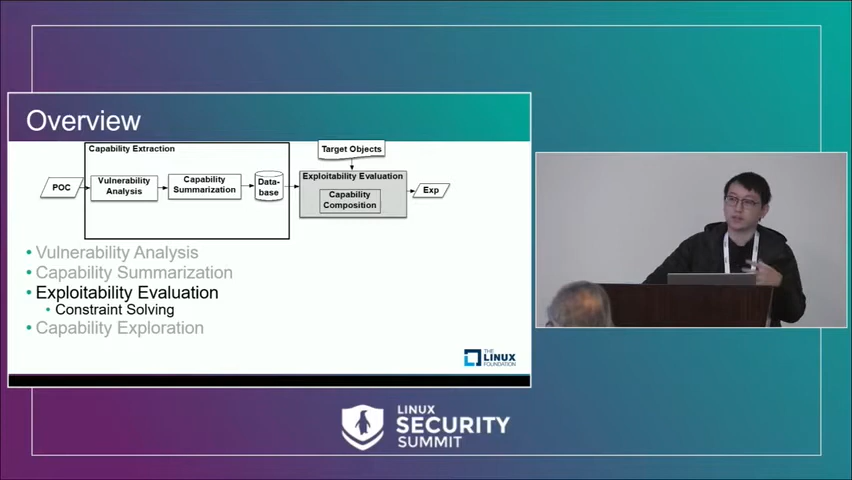 Overview
Capability Extraction
Target Objects
POC
Vulnerability
Analysis
Capability
Summarization
Data-
base
Exploitability Evaluation
Capability
Composition
Exp
• Vulnerability Analysis
• Capability Summarization
• Exploitability Evaluation
• Constraint Solving
• Capability Exploration
THE
LINUX
FOUNDATION
LINUX
SECURITY
SUMMIT